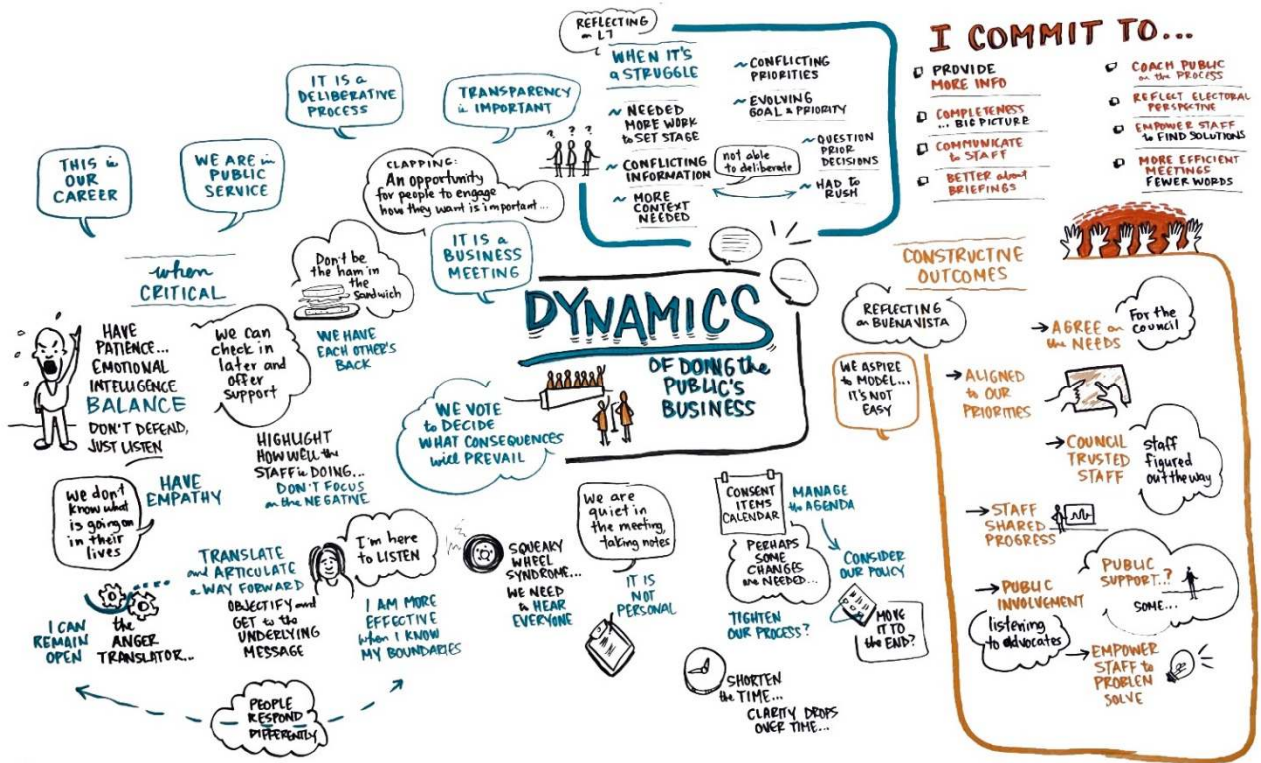 REFLECTING
on L7
WHEN IT'S
a STRUGGLE
~ NEEDED
MORE WORK
to SET STAGE
~ CONFLICTING
INFORMATION
~ MORE
CONTEXT
NEEDED
~ CONFLICTING
PRIORITIES
~ EVOLVING
GOAL & PRIORITY
~ QUESTION
PRIOR
DECISIONS
not able
to deliberate
~ HAD to
RUSH
? ? ?
I COMMIT TO...
PROVIDE
MORE INFO
COMPLETENESS
... BIG PICTURE
COMMUNICATE
to STAFF
BETTER about
BRIEFINGS
COACH PUBLIC
on the PROCESS
REFLECT ELECTORAL
PERSPECTIVE
EMPOWER STAFF
to FIND SOLUTIONS
MORE EFFICIENT
MEETINGS
FEWER WORDS
IT IS a
DELIBERATIVE
PROCESS
TRANSPARENCY
is IMPORTANT
THIS is
OUR
CAREER
WE ARE in
PUBLIC
SERVICE
CLAPPING:
An opportunity
for people to engage
how they want is important...
IT IS a
BUSINESS
MEETING
when
CRITICAL
Don't be
the ham in
the
sandwich
WE HAVE
EACH OTHER'S
BACK
HAVE
PATIENCE...
EMOTIONAL
INTELLIGENCE
BALANCE
DON'T DEFEND,
JUST LISTEN
We can
check in
later and
offer
support
DYNAMICS
OF DOING the
PUBLIC'S
BUSINESS
WE VOTE
to DECIDE
WHAT CONSEQUENCES
will PREVAIL
HIGHLIGHT
HOW WELL the
STAFF is DOING...
DON'T FOCUS
on the NEGATIVE
We don't
know what
is going on
in their
lives
HAVE
EMPATHY
I CAN
REMAIN
OPEN
the
ANGER
TRANSLATOR...
TRANSLATE
and ARTICULATE
a WAY FORWARD
OBJECTIFY and
GET to the
UNDERLYING
MESSAGE
I'm here
to LISTEN
I AM MORE
EFFECTIVE
when I KNOW
MY BOUNDARIES
PEOPLE
RESPOND
DIFFERENTLY
SQUEAKY
WHEEL
SYNDROME...
WE NEED
to HEAR
EVERYONE
We are
quiet in
the meeting,
taking notes
IT IS
NOT
PERSONAL
CONSENT
ITEMS
CALENDAR
MANAGE
the AGENDA
PERHAPS
SOME
CHANGES
are NEEDED...
CONSIDER
OUR POLICY
TIGHTEN
OUR PROCESS?
MOVE
IT to
the END?
SHORTEN
the TIME...
CLARITY DROPS
OVER TIME...
CONSTRUCTIVE
OUTCOMES
REFLECTING
on BUENAVISTA
WE ASPIRE
to MODEL...
IT'S NOT
EASY
AGREE on
the NEEDS
For the
council
ALIGNED
to OUR
PRIORITIES
COUNCIL
TRUSTED
STAFF
Staff
figured
out the way
STAFF
SHARED
PROGRESS
PUBLIC
INVOLVEMENT
PUBLIC
SUPPORT..?
SOME...
listening
to advocates
EMPOWER
STAFF to
PROBLEM
SOLVE